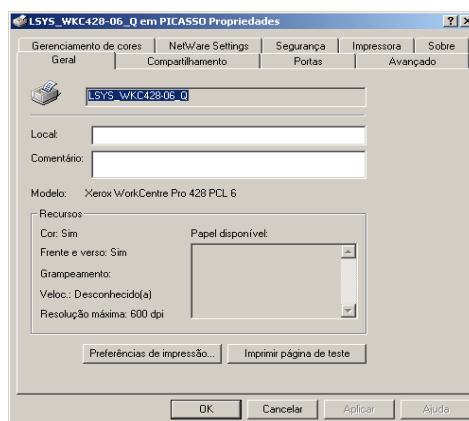 LSYS_WKC428-06_Q em PICASSO Propriedades
Gerenciamento de cores NetWare Settings Segurança Impressora Sobre
Geral Compartilhamento Portas Avançado
LSYS_WKC428-06_Q
Local:
Comentário:
Modelo: Xerox WorkCentre Pro 428 PCL 6
Recursos
Cor: Sim Papel disponível:
Frente e verso: Sim
Grampeamento:
Veloc.: Desconhecido(a)
Resolução máxima: 600 dpi
Preferências de impressão... Imprimir página de teste
OK Cancelar Aplicar Ajuda